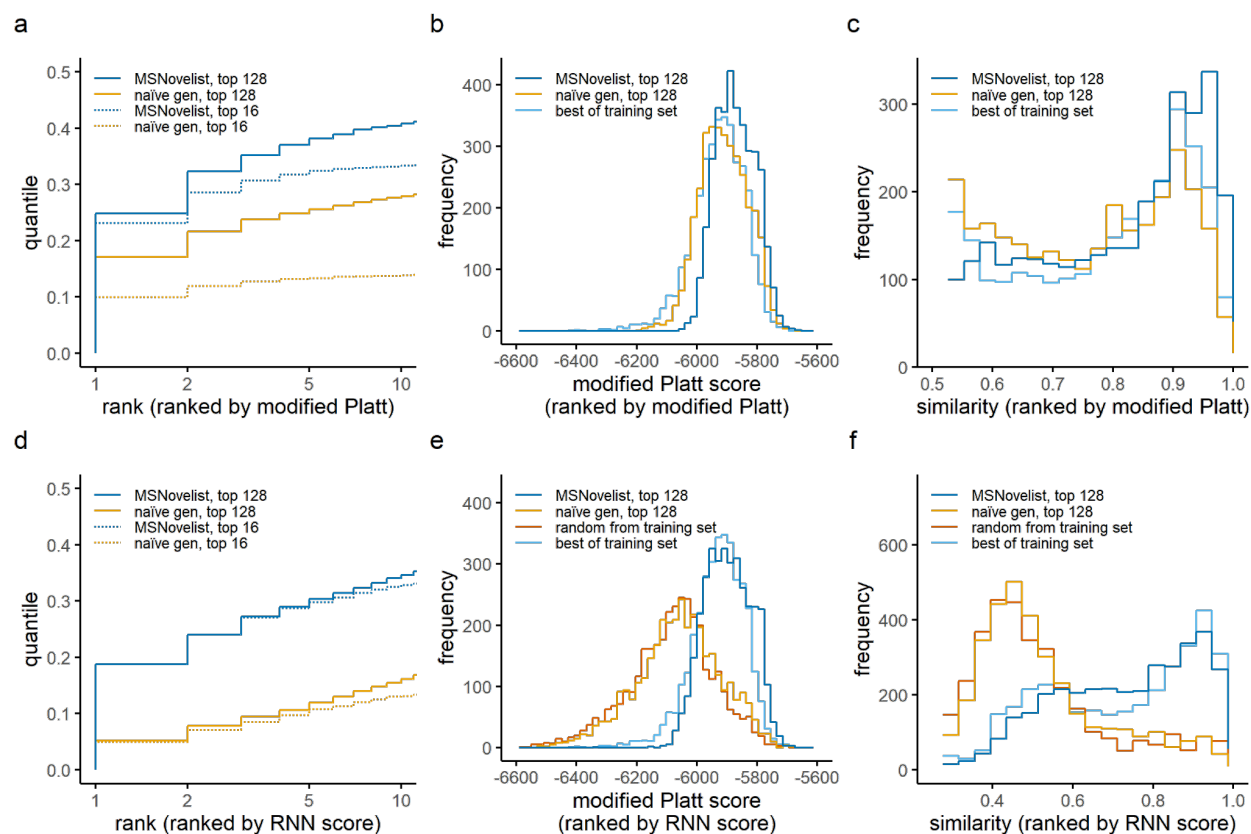 a
quantile
0.5
0.4
0.3
0.2
0.1
0.0
MSNovelist, top 128
naïve gen, top 128
MSNovelist, top 16
naïve gen, top 16
1
2
5
10
rank (ranked by modified Platt)
b
frequency
400
300
200
100
0
MSNovelist, top 128
naïve gen, top 128
best of training set
-6600
-6400
-6200
-6000
-5800
-5600
modified Platt score
(ranked by modified Platt)
c
frequency
300
200
100
0
MSNovelist, top 128
naïve gen, top 128
best of training set
0.5
0.6
0.7
0.8
0.9
1.0
similarity (ranked by modified Platt)
d
quantile
0.5
0.4
0.3
0.2
0.1
0.0
MSNovelist, top 128
naïve gen, top 128
MSNovelist, top 16
naïve gen, top 16
1
2
5
10
rank (ranked by RNN score)
e
frequency
400
300
200
100
0
MSNovelist, top 128
naïve gen, top 128
random from training set
best of training set
-6600
-6400
-6200
-6000
-5800
-5600
modified Platt score
(ranked by RNN score)
f
frequency
600
400
200
0
MSNovelist, top 128
naïve gen, top 128
random from training set
best of training set
0.4
0.6
0.8
1.0
similarity (ranked by RNN score)